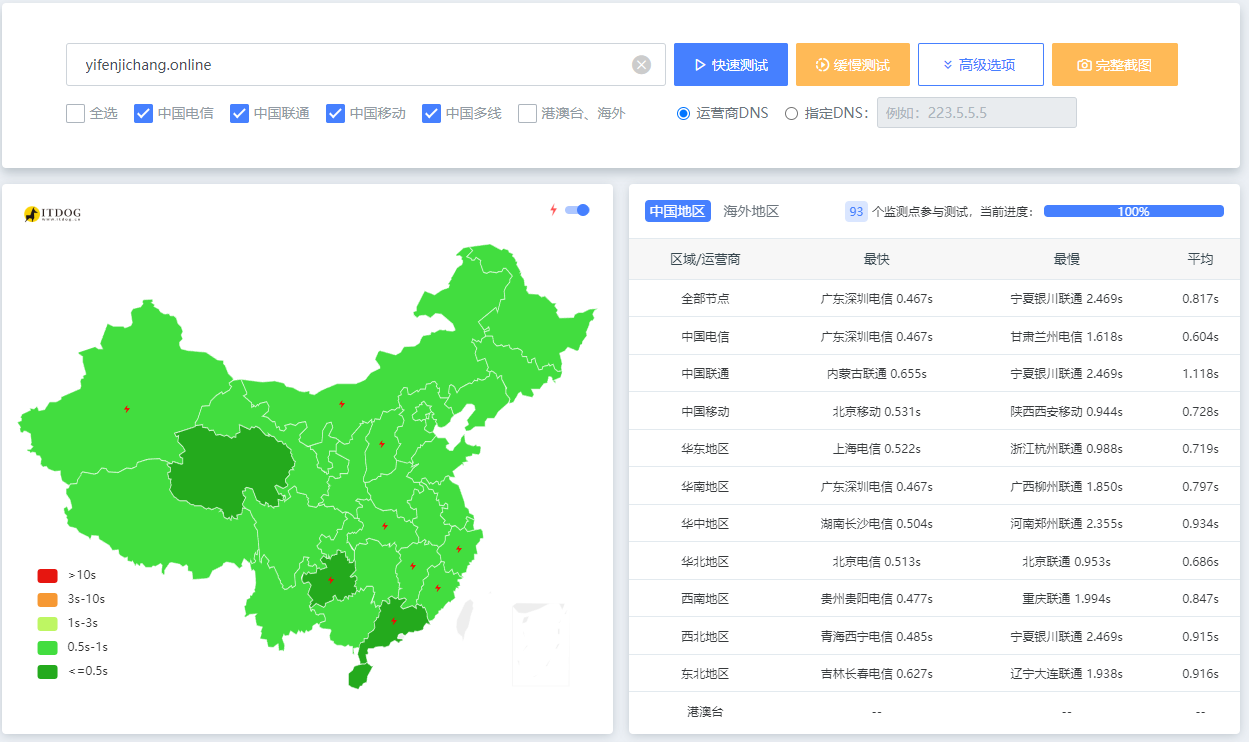 yifenjichang.online
快速测试 缓慢测试 高级选项 完整截图
全选 中国电信 中国联通 中国移动 中国多线 港澳台、海外 运营商DNS 指定DNS： 例如：223.5.5.5
ITDOG
www.itdog.cn
>10s
3s-10s
1s-3s
0.5s-1s
<=0.5s
中国地区 海外地区 93 个监测点参与测试，当前进度： 100%
区域/运营商 最快 最慢 平均
全部节点 广东深圳电信 0.467s 宁夏银川联通 2.469s 0.817s
中国电信 广东深圳电信 0.467s 甘肃兰州电信 1.618s 0.604s
中国联通 内蒙古联通 0.655s 宁夏银川联通 2.469s 1.118s
中国移动 北京移动 0.531s 陕西西安移动 0.944s 0.728s
华东地区 上海电信 0.522s 浙江杭州联通 0.988s 0.719s
华南地区 广东深圳电信 0.467s 广西柳州联通 1.850s 0.797s
华中地区 湖南长沙电信 0.504s 河南郑州联通 2.355s 0.934s
华北地区 北京电信 0.513s 北京联通 0.953s 0.686s
西南地区 贵州贵阳电信 0.477s 重庆联通 1.994s 0.847s
西北地区 青海西宁电信 0.485s 宁夏银川联通 2.469s 0.915s
东北地区 吉林长春电信 0.627s 辽宁大连联通 1.938s 0.916s
港澳台 -- -- --